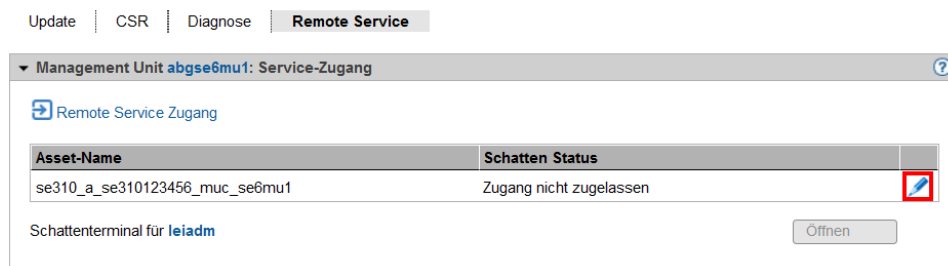 Update CSR Diagnose Remote Service
Management Unit abgse6mu1: Service-Zugang ?
Remote Service Zugang
Asset-Name Schatten Status
se310_a_se310123456_muc_se6mu1 Zugang nicht zugelassen
Schattenterminal für leiadm Öffnen